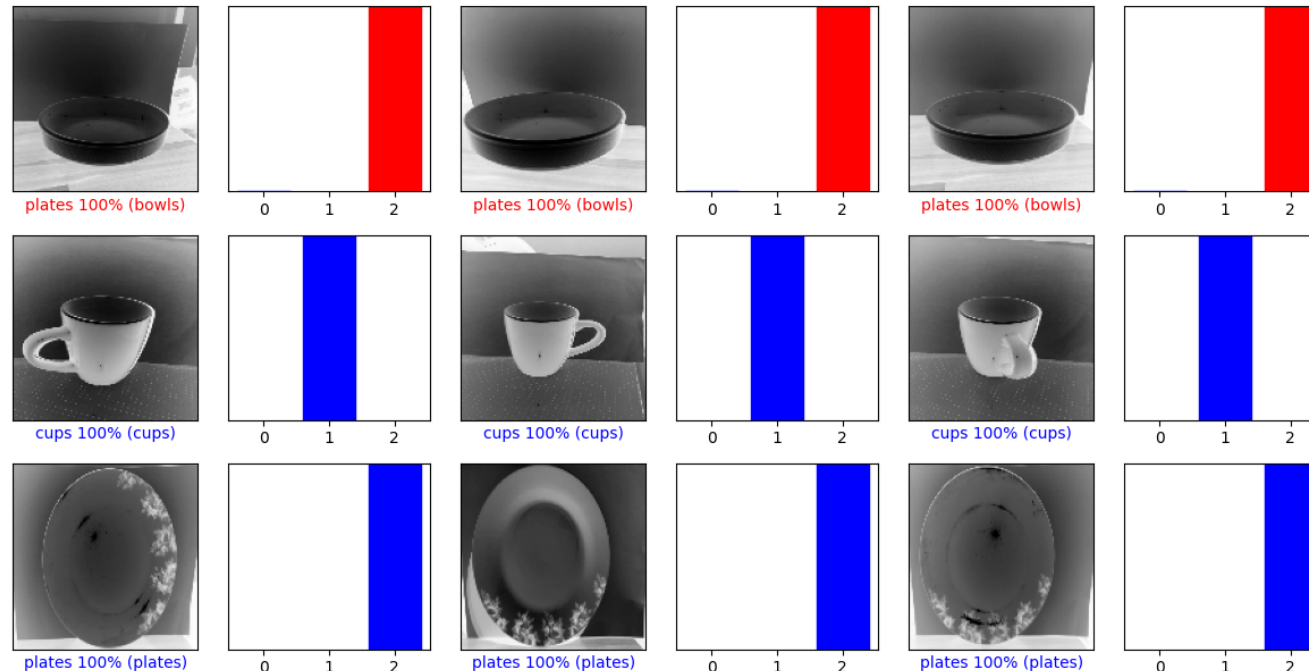 0 1 2 0 1 2 0 1 2
plates 100% (bowls) plates 100% (bowls) plates 100% (bowls)
0 1 2 0 1 2 0 1 2
cups 100% (cups) cups 100% (cups) cups 100% (cups)
0 1 2 0 1 2 0 1 2
plates 100% (plates) plates 100% (plates) plates 100% (plates)